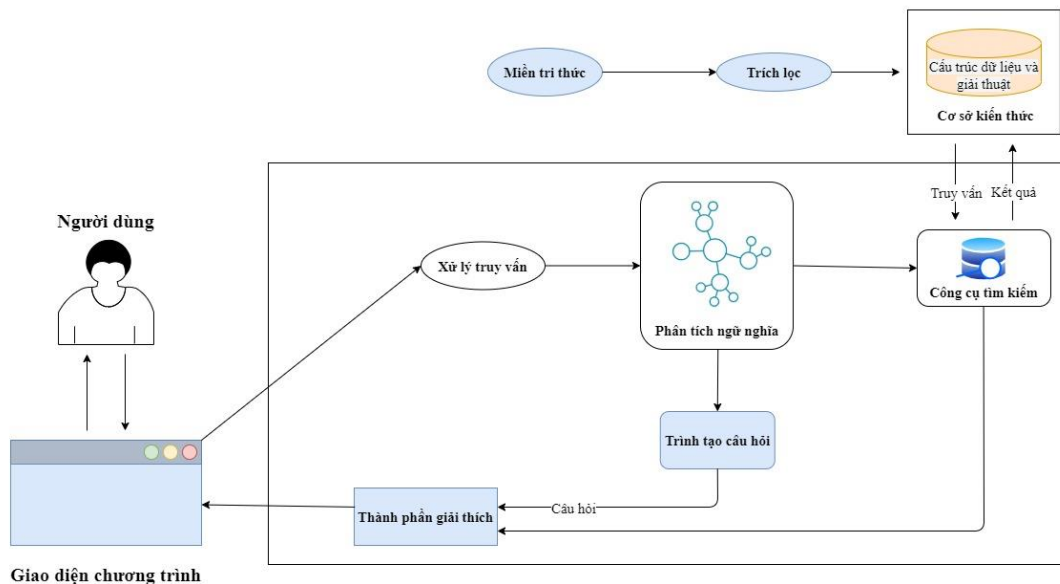 Miền tri thức
Trích lọc
Cấu trúc dữ liệu và
giải thuật
Cơ sở kiến thức
Truy vấn
Kết quả
Người dùng
Xử lý truy vấn
Phân tích ngữ nghĩa
Công cụ tìm kiếm
Trình tạo câu hỏi
Câu hỏi
Thành phần giải thích
Giao diện chương trình